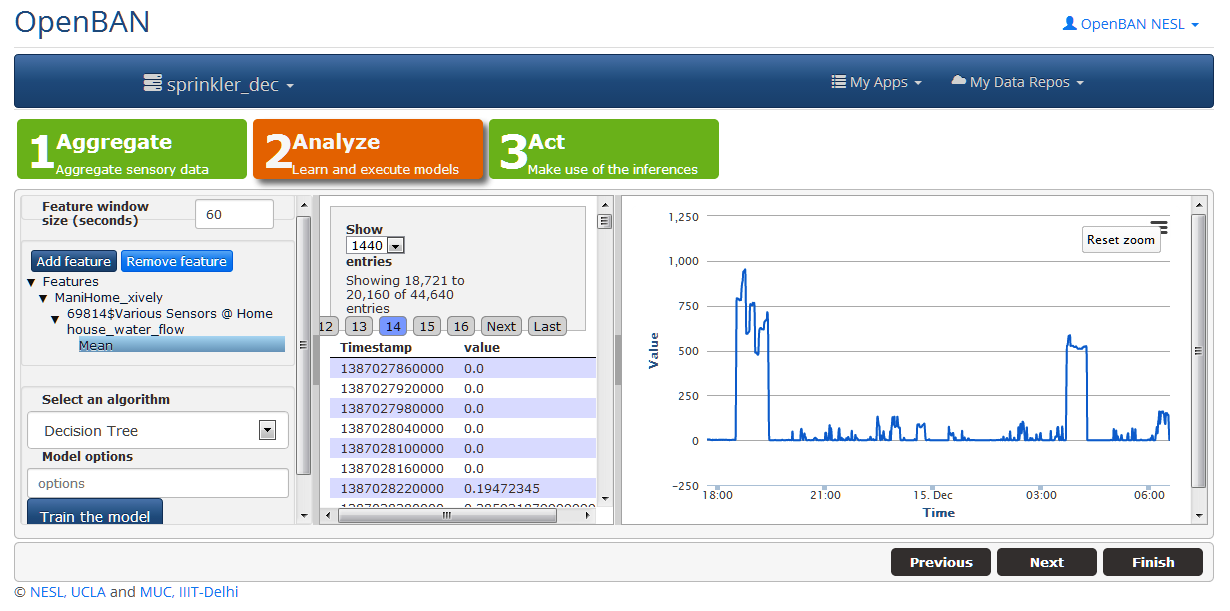 OpenBAN
OpenBAN NESL
sprinkler_dec
My Apps
My Data Repos
1 Aggregate
Aggregate sensory data
2 Analyze
Learn and execute models
3 Act
Make use of the inferences
Feature window
size (seconds)
60
Add feature
Remove feature
Features
ManiHome_xively
69814$Various Sensors @ Home
house_water_flow
Mean
Select an algorithm
Decision Tree
Model options
options
Train the model
Show
1440
entries
Showing 18,721 to
20,160 of 44,640
entries
12 13 14 15 16 Next Last
Timestamp value
1387027860000 0.0
1387027920000 0.0
1387027980000 0.0
1387028040000 0.0
1387028100000 0.0
1387028160000 0.0
1387028220000 0.19472345
Reset zoom
1,250
1,000
750
500
250
0
-250
Value
18:00 21:00 15. Dec 03:00 06:00
Time
Previous
Next
Finish
© NESL, UCLA and MUC, IIIT-Delhi